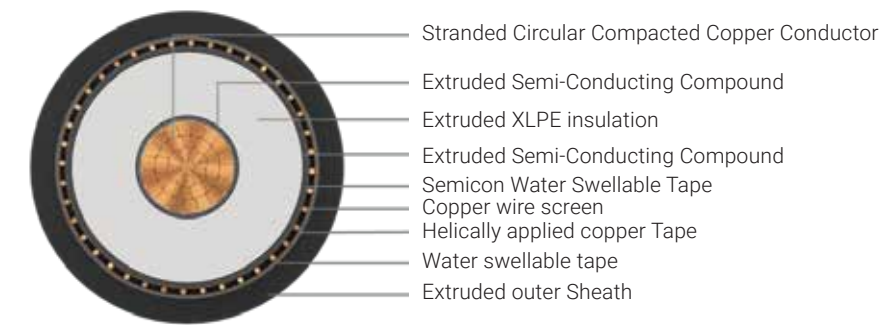 Stranded Circular Compacted Copper Conductor
Extruded Semi-Conducting Compound
Extruded XLPE insulation
Extruded Semi-Conducting Compound
Semicon Water Swellable Tape
Copper wire screen
Helically applied copper Tape
Water swellable tape
Extruded outer Sheath